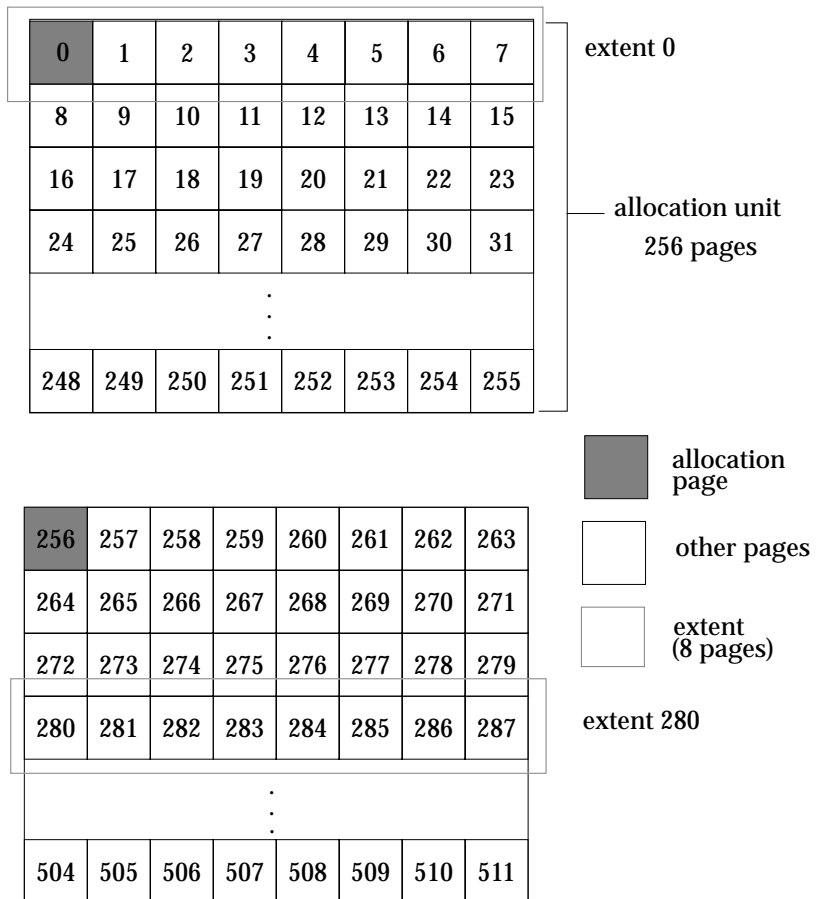 0 1 2 3 4 5 6 7
extent 0
8 9 10 11 12 13 14 15
16 17 18 19 20 21 22 23
allocation unit
256 pages
24 25 26 27 28 29 30 31
.
.
.
248 249 250 251 252 253 254 255
allocation
page
256 257 258 259 260 261 262 263
other pages
264 265 266 267 268 269 270 271
extent
(8 pages)
272 273 274 275 276 277 278 279
280 281 282 283 284 285 286 287
extent 280
.
.
.
504 505 506 507 508 509 510 511